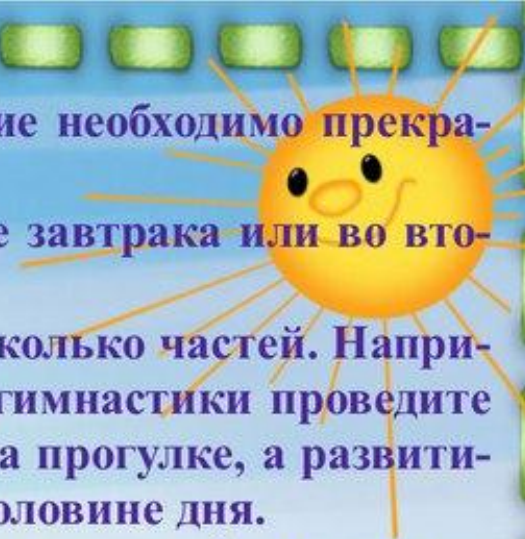 ие необходимо прекра-
е завтрака или во вто-
сколько частей. Напри-
гимнастики проведите
а прогулке, а развити-
оловине дня.